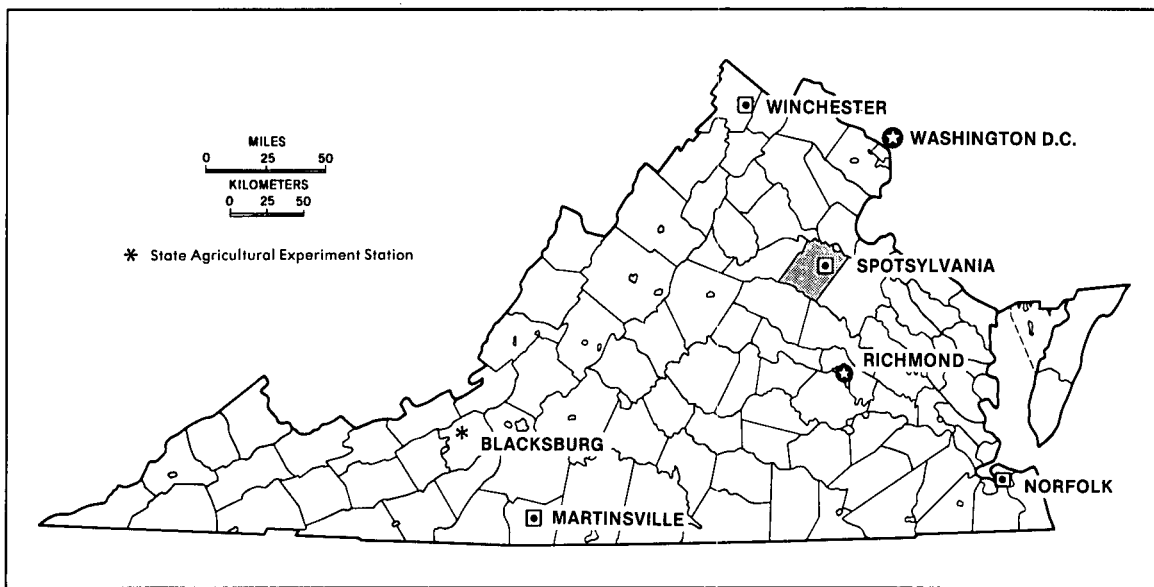 WINCHESTER
WASHINGTON D.C.
MILES
0 25 50
KILOMETERS
0 25 50
* State Agricultural Experiment Station
SPOTSYLVANIA
RICHMOND
BLACKSBURG
NORFOLK
MARTINSVILLE